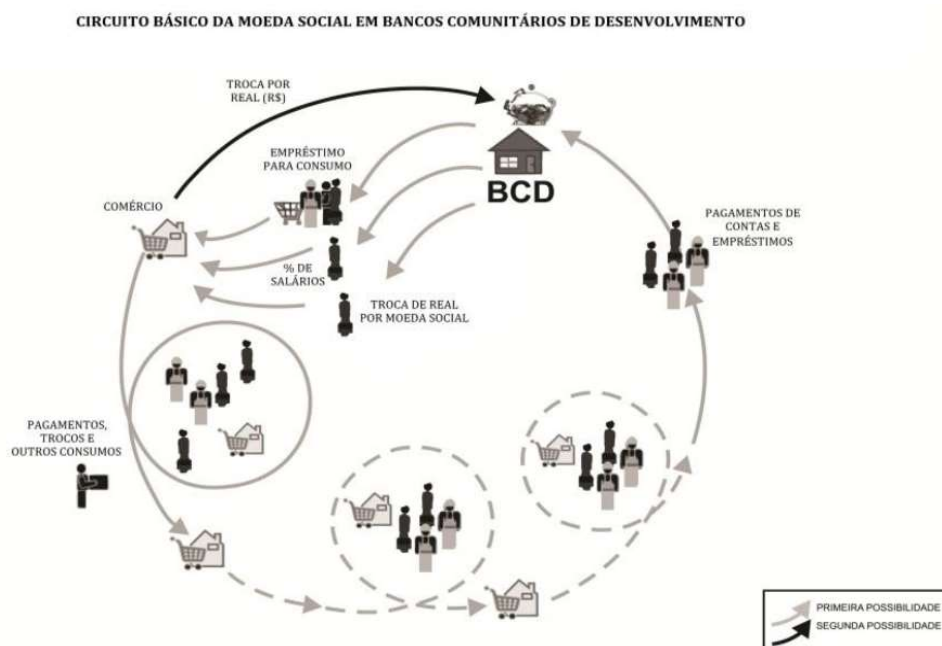 CIRCUITO BÁSICO DA MOEDA SOCIAL EM BANCOS COMUNITÁRIOS DE DESENVOLVIMENTO
TROCA POR
REAL (R$)
EMPRÉSTIMO
PARA CONSUMO
BCD
COMÉRCIO
PAGAMENTOS DE
CONTAS E
EMPRÉSTIMOS
% DE
SALÁRIOS
TROCA DE REAL
POR MOEDA SOCIAL
PAGAMENTOS,
TROCOS E
OUTROS CONSUMOS
PRIMEIRA POSSIBILIDADE
SEGUNDA POSSIBILIDADE